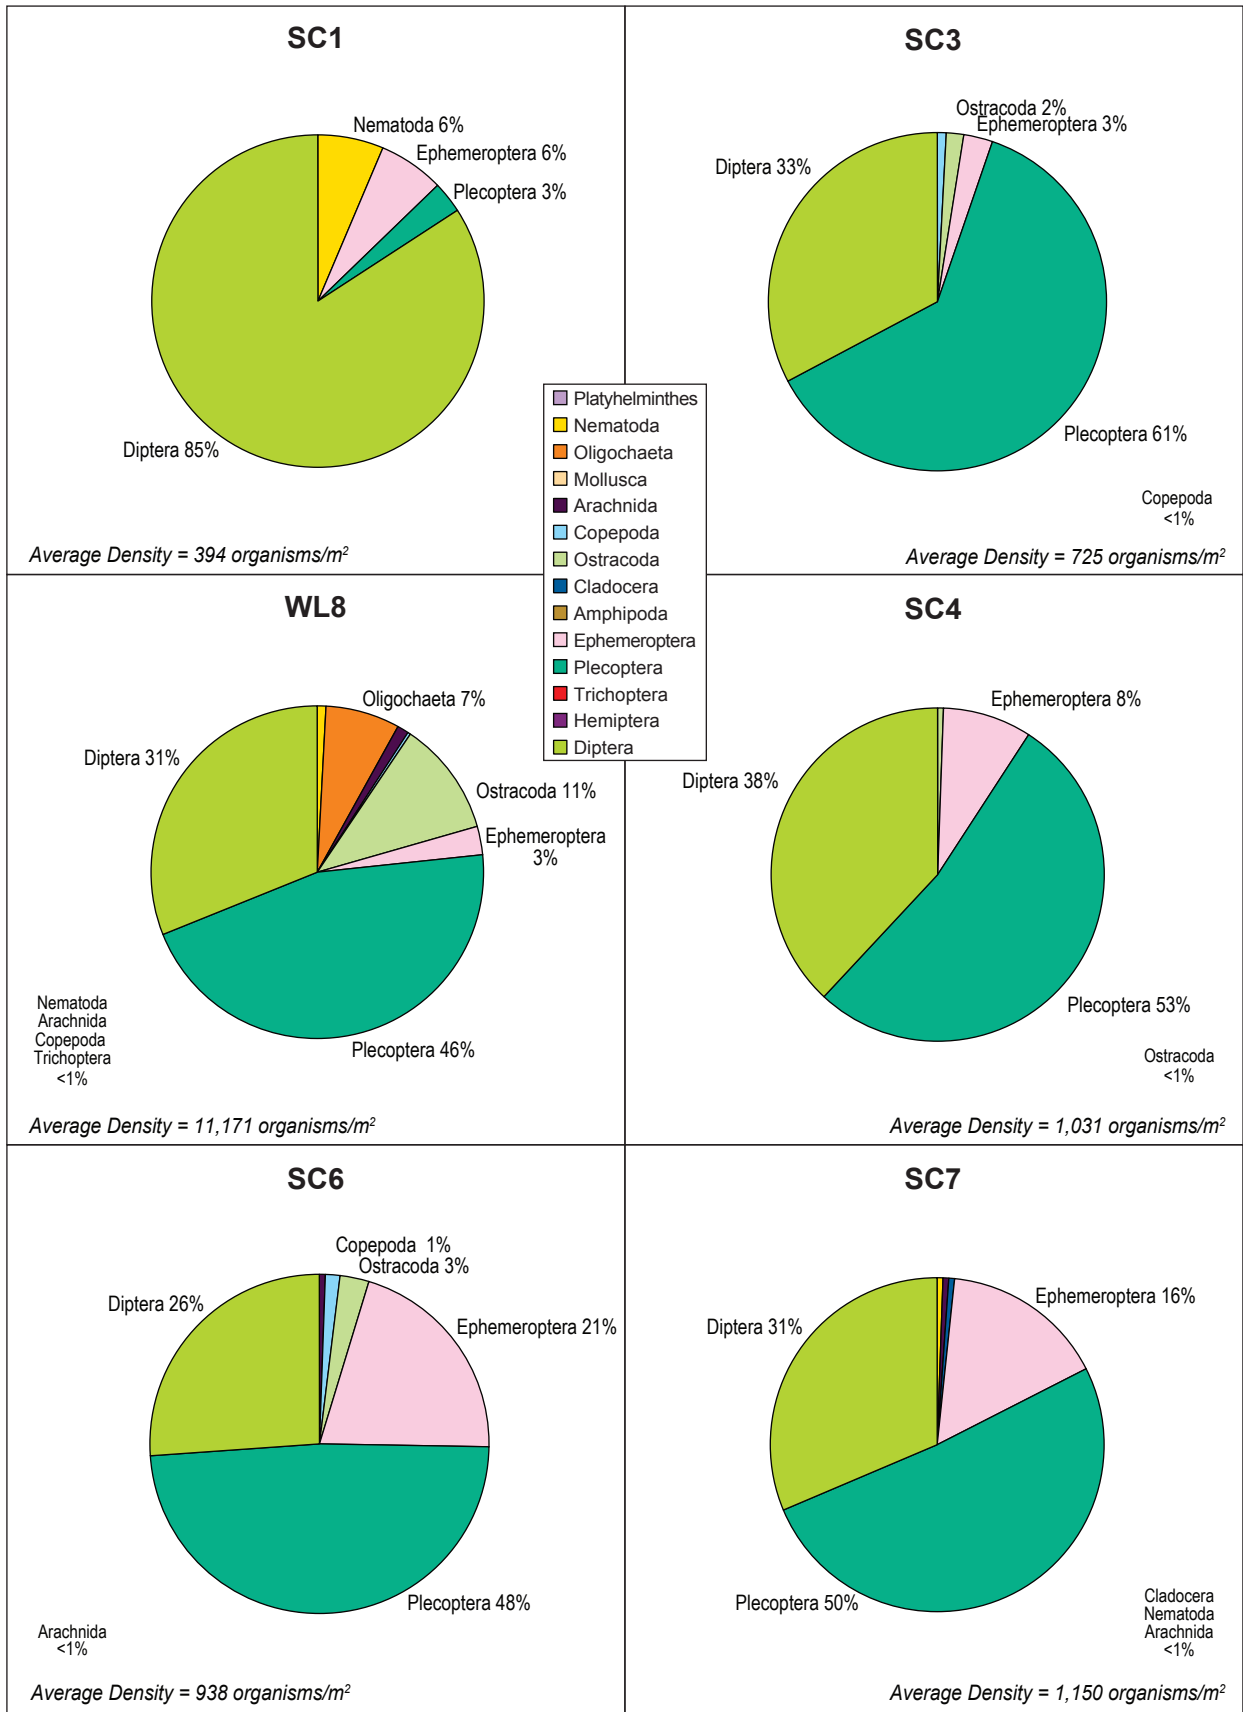 SC1
Nematoda 6%
Ephemeroptera 6%
Plecoptera 3%
Diptera 85%
Average Density = 394 organisms/m²
SC3
Ostracoda 2%
Ephemeroptera 3%
Diptera 33%
Plecoptera 61%
Copepoda
<1%
Average Density = 725 organisms/m²
Platyhelminthes
Nematoda
Oligochaeta
Mollusca
Arachnida
Copepoda
Ostracoda
Cladocera
Amphipoda
Ephemeroptera
Plecoptera
Trichoptera
Hemiptera
Diptera
WL8
Oligochaeta 7%
Diptera 31%
Ostracoda 11%
Ephemeroptera
3%
Plecoptera 46%
Nematoda
Arachnida
Copepoda
Trichoptera
<1%
Average Density = 11,171 organisms/m²
SC4
Ephemeroptera 8%
Diptera 38%
Plecoptera 53%
Ostracoda
<1%
Average Density = 1,031 organisms/m²
SC6
Copepoda 1%
Ostracoda 3%
Diptera 26%
Ephemeroptera 21%
Plecoptera 48%
Arachnida
<1%
Average Density = 938 organisms/m²
SC7
Ephemeroptera 16%
Diptera 31%
Plecoptera 50%
Cladocera
Nematoda
Arachnida
<1%
Average Density = 1,150 organisms/m²